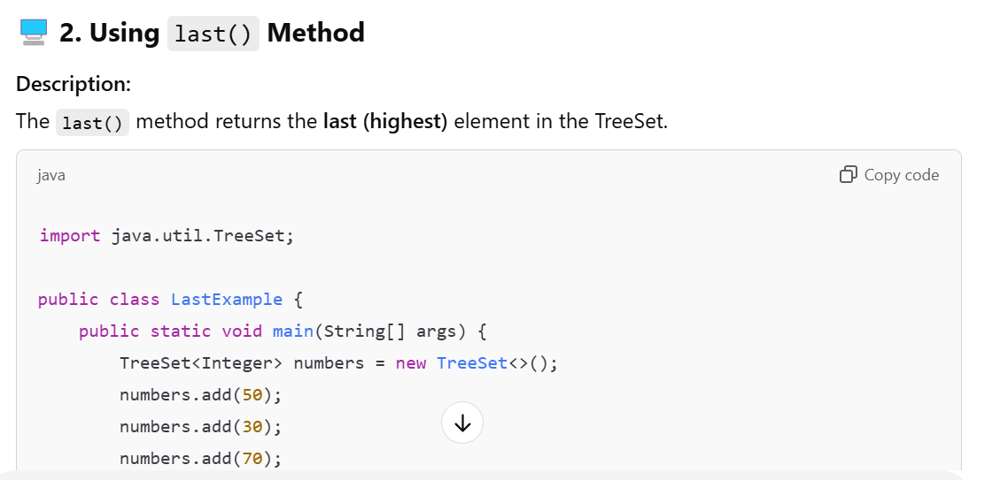 2. Using last() Method
Description:
The last() method returns the last (highest) element in the TreeSet.
java
Copy code
import java.util.TreeSet;
public class LastExample {
    public static void main(String[] args) {
        TreeSet<Integer> numbers = new TreeSet<>();
        numbers.add(50);
        numbers.add(30);
        numbers.add(70);